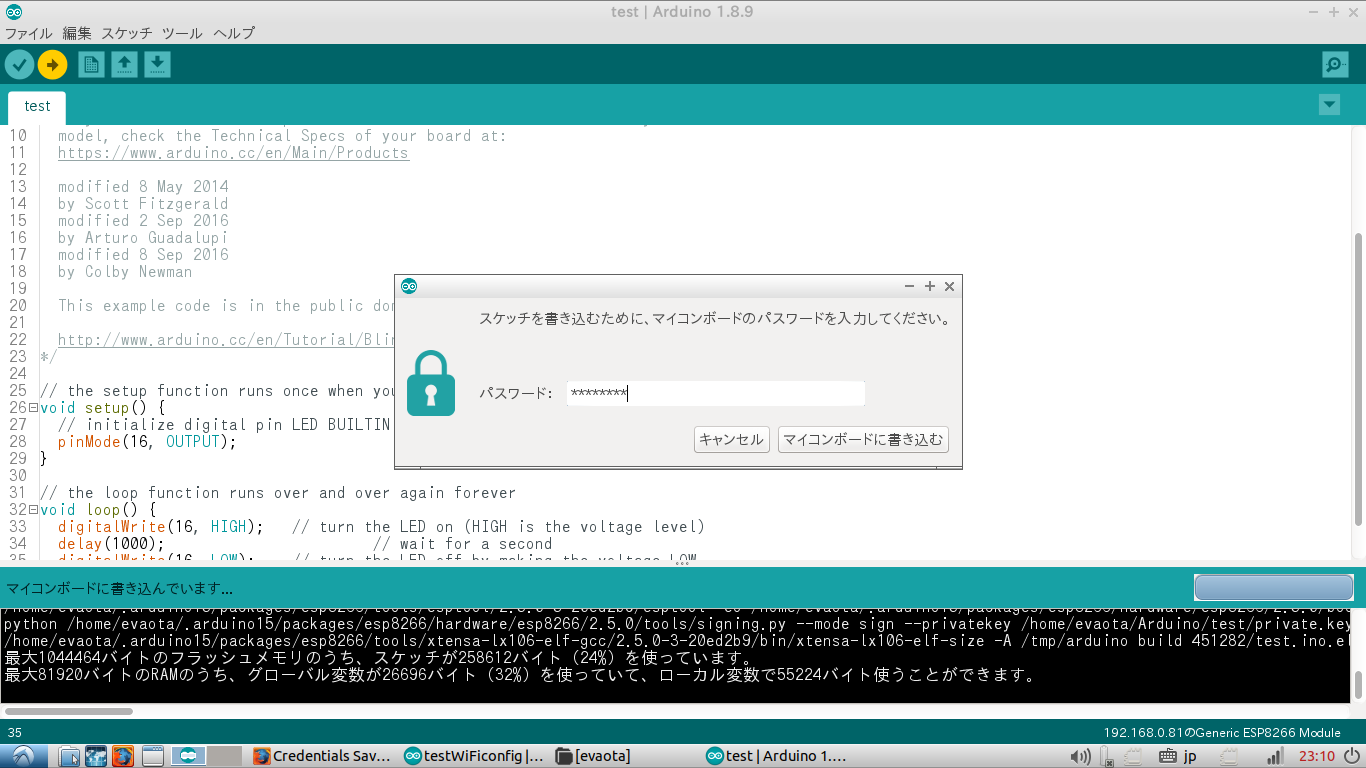 test | Arduino 1.8.9
ファイル 編集 スケッチ ツール ヘルプ
test
10 model, check the Technical Specs of your board at:
11 https://www.arduino.cc/en/Main/Products
12
13 modified 8 May 2014
14 by Scott Fitzgerald
15 modified 2 Sep 2016
16 by Arturo Guadalupi
17 modified 8 Sep 2016
18 by Colby Newman
19
20 This example code is in the public
21
22 http://www.arduino.cc/en/Tutorial/
23 */
24
25 // the setup function runs once when
26 void setup() {
27 // initialize digital pin LED BUILTIN
28 pinMode(16, OUTPUT);
29 }
30
31 // the loop function runs over and over again forever
32 void loop() {
33 digitalWrite(16, HIGH); // turn the LED on (HIGH is the voltage level)
34 delay(1000); // wait for a second
35 digitalWrite(16, LOW); // turn the LED off by making the voltage LOW
スケッチを書き込むために、マイコンボードのパスワードを入力してください。
パスワード: ********
キャンセル マイコンボードに書き込む
マイコンボードに書き込んでいます...
python /home/evaota/.arduino15/packages/esp8266/hardware/esp8266/2.5.0/tools/signing.py --mode sign --privatekey /home/evaota/Arduino/test/private.key
/home/evaota/.arduino15/packages/esp8266/tools/xtensa-lx106-elf-gcc/2.5.0-3-20ed2b9/bin/xtensa-lx106-elf-size -A /tmp/arduino build 451282/test.ino.el
最大1044464バイトのフラッシュメモリのうち、スケッチが258612バイト（24%）を使っています。
最大81920バイトのRAMのうち、グローバル変数が26696バイト（32%）を使っていて、ローカル変数で55224バイト使うことができます。
35 192.168.0.81のGeneric ESP8266 Module
Credentials Sav... testWiFiconfig |... [evaota] test | Arduino 1.... jp 23:10